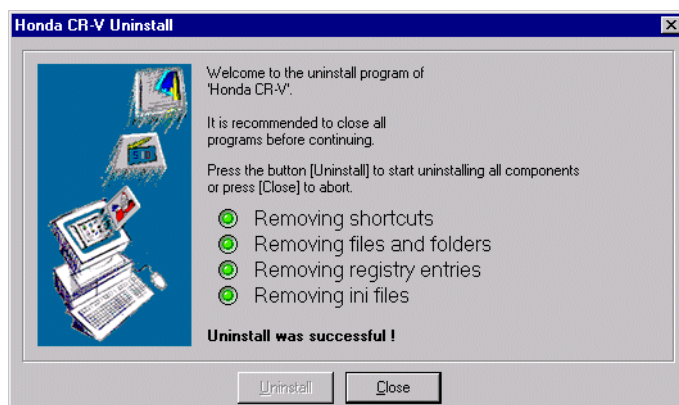 Honda CR-V Uninstall
Welcome to the uninstall program of
'Honda CR-V'.
It is recommended to close all
programs before continuing.
Press the button [Uninstall] to start uninstalling all components
or press [Close] to abort.
Removing shortcuts
Removing files and folders
Removing registry entries
Removing ini files
Uninstall was successful !
Uninstall
Close